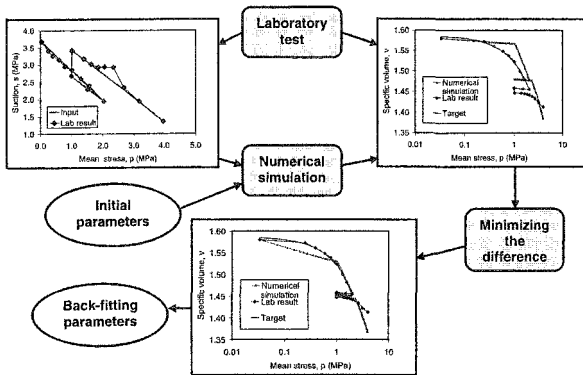 Laboratory
test
4.0
3.5
3.0
2.5
2.0
1.5
1.0
Suction, s (MPa)
Input
Lab result
0.0
1.0
2.0
3.0
4.0
5.0
Mean stress, p (MPa)
1.60
1.55
1.50
1.45
1.40
1.35
Specific volume, v
Numerical
simulation
Lab result
Target
0.01
0.1
1.0
10
Mean stress, p (MPa)
Numerical
simulation
Initial
parameters
Minimizing
the
difference
1.60
1.55
1.50
1.45
1.40
1.35
Specific volume, v
Numerical
simulation
Lab result
Target
0.01
0.1
1
10
Mean stress, p (MPa)
Back-fitting
parameters